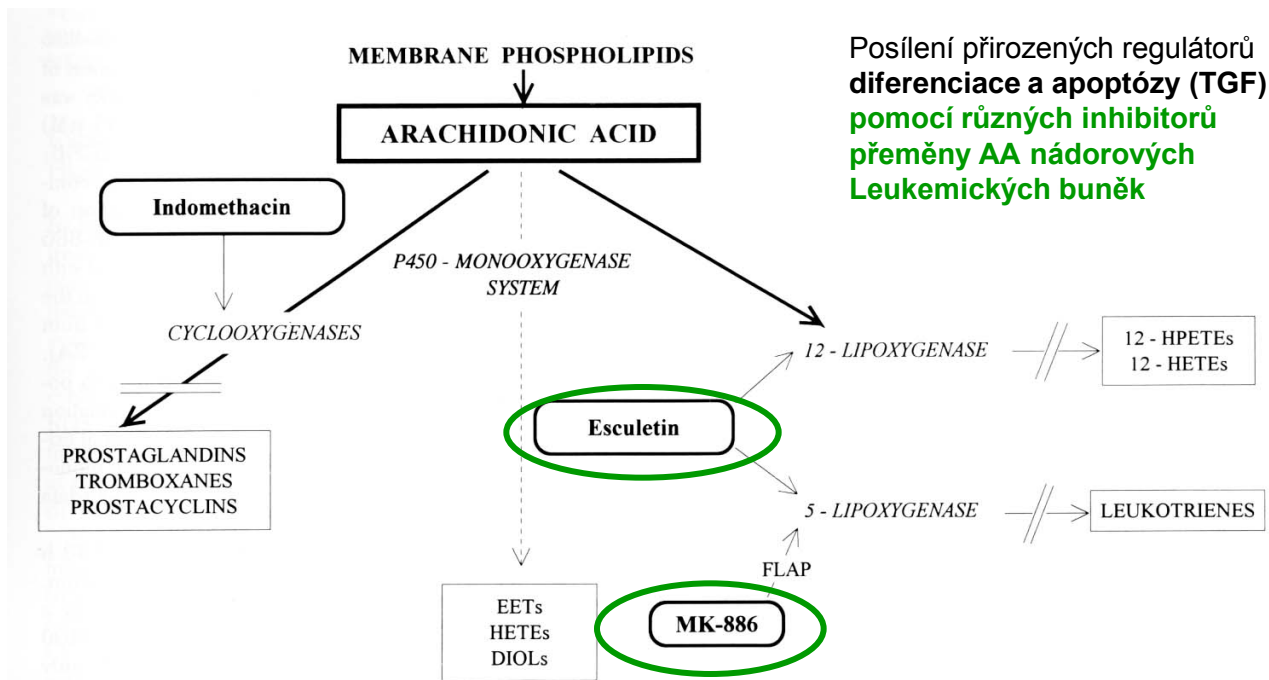 MEMBRANE PHOSPHOLIPIDS
ARACHIDONIC ACID
Posílení přirozených regulátorů
diferenciace a apoptózy (TGF)
pomocí různých inhibitorů
přeměny AA nádorových
Leukemických buněk
Indomethacin
P450 - MONOOXYGENASE
SYSTEM
CYCLOOXYGENASES
12 - LIPOXYGENASE
12 - HPETEs
12 - HETEs
Esculetin
PROSTAGLANDINS
TROMBOXANES
PROSTACYCLINS
5 - LIPOXYGENASE
LEUKOTRIENES
FLAP
EETs
HETEs
DIOLs
MK-886